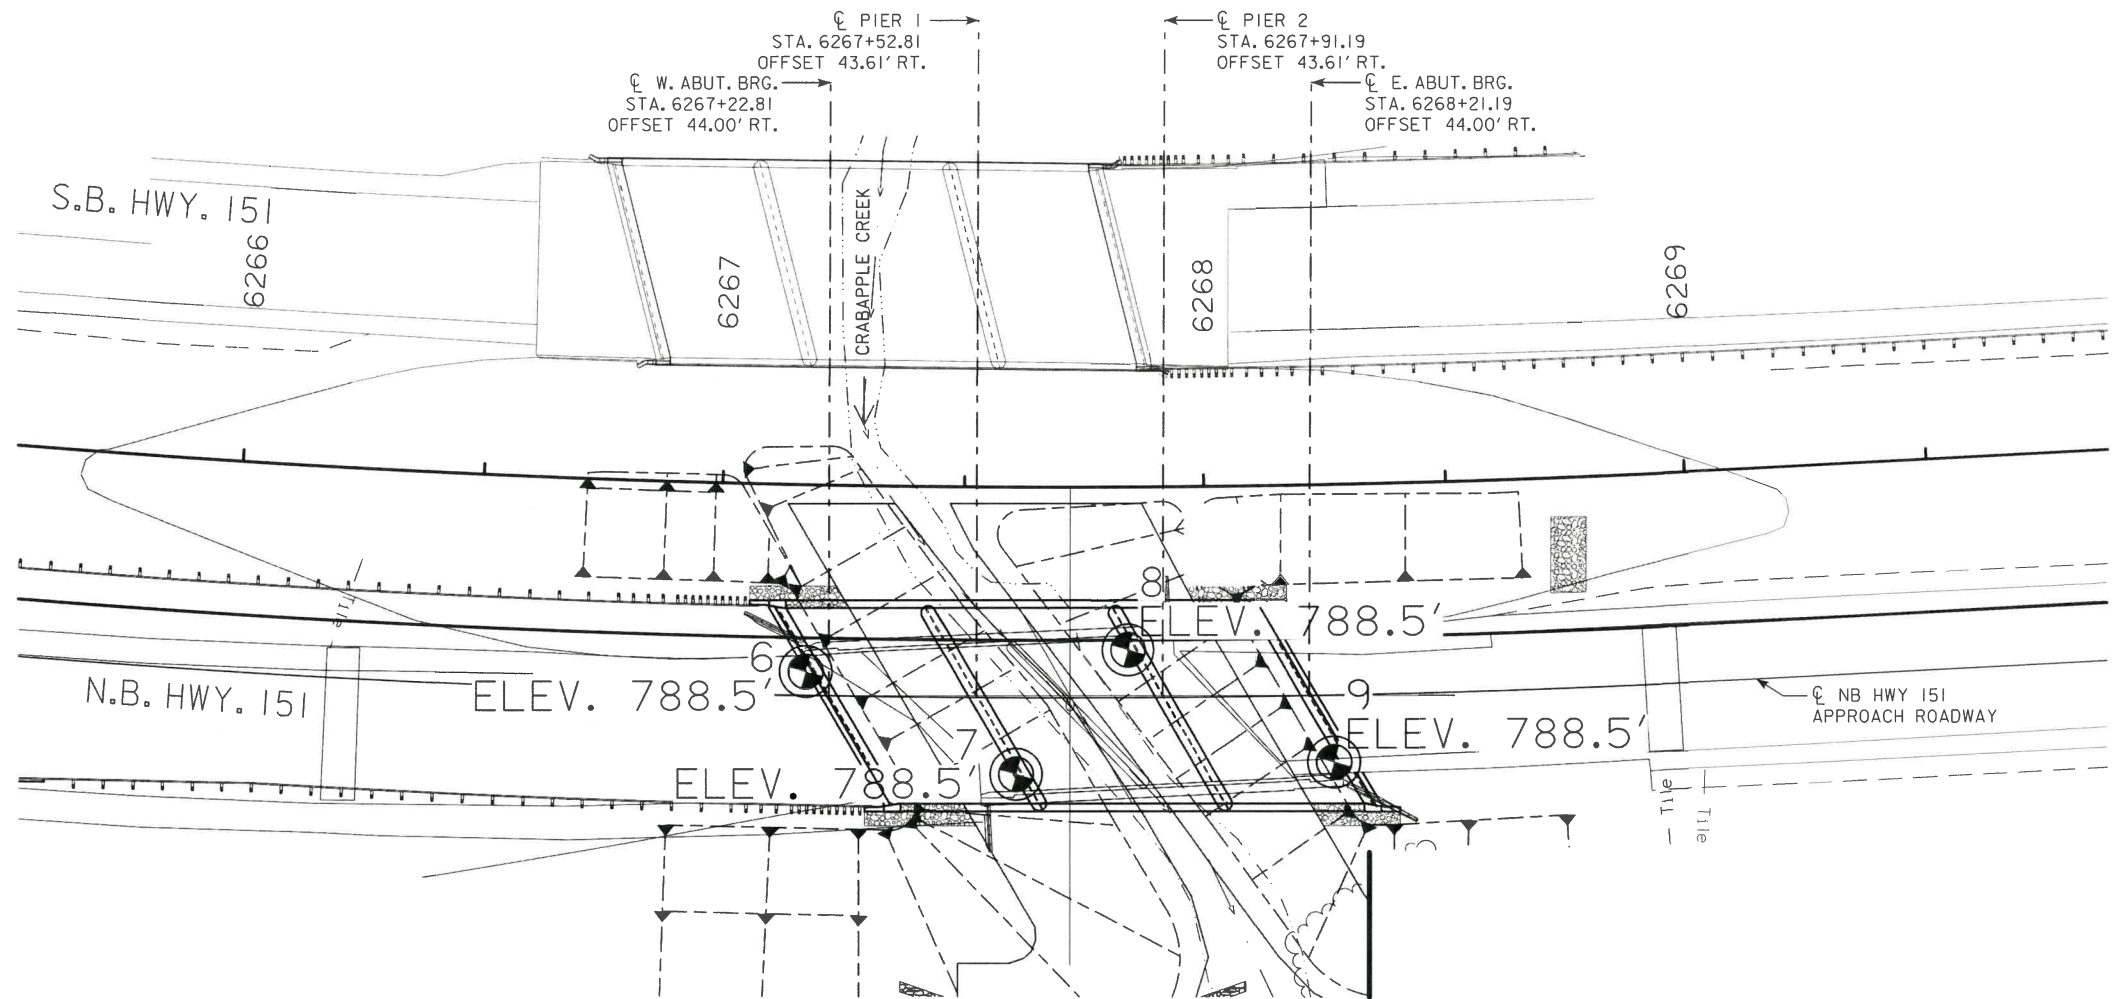 ℄ PIER 1
STA. 6267+52.81
OFFSET 43.61' RT.
℄ PIER 2
STA. 6267+91.19
OFFSET 43.61' RT.
℄ W. ABUT. BRG.
STA. 6267+22.81
OFFSET 44.00' RT.
℄ E. ABUT. BRG.
STA. 6268+21.19
OFFSET 44.00' RT.
S.B. HWY. 151
6266
6267
CRABAPPLE CREEK
6268
6269
Tile
8
ELEV. 788.5'
6
ELEV. 788.5'
N.B. HWY. 151
9
ELEV. 788.5'
℄ NB HWY 151
APPROACH ROADWAY
7
ELEV. 788.5'
Tile
Tile